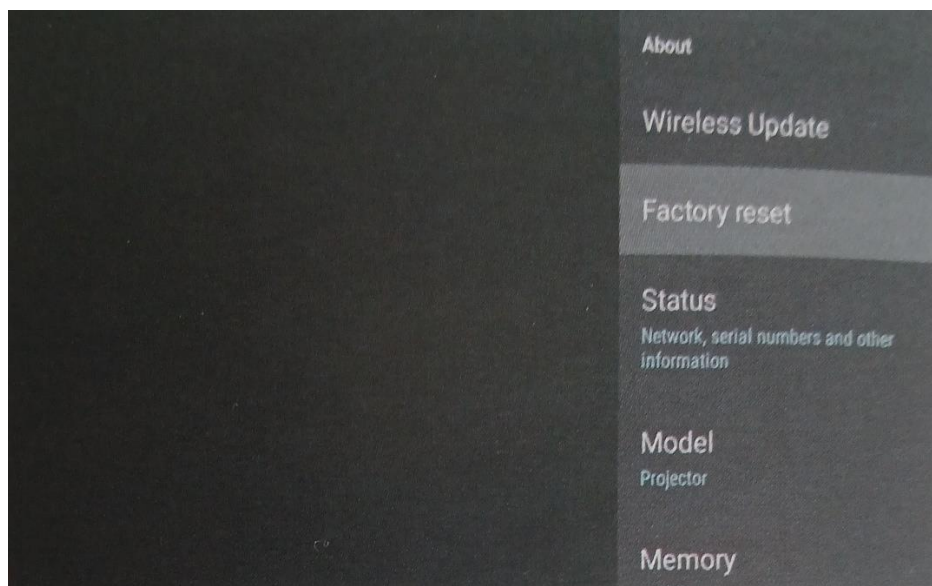 About
Wireless Update
Factory reset
Status
Network, serial numbers and other
information
Model
Projector
Memory